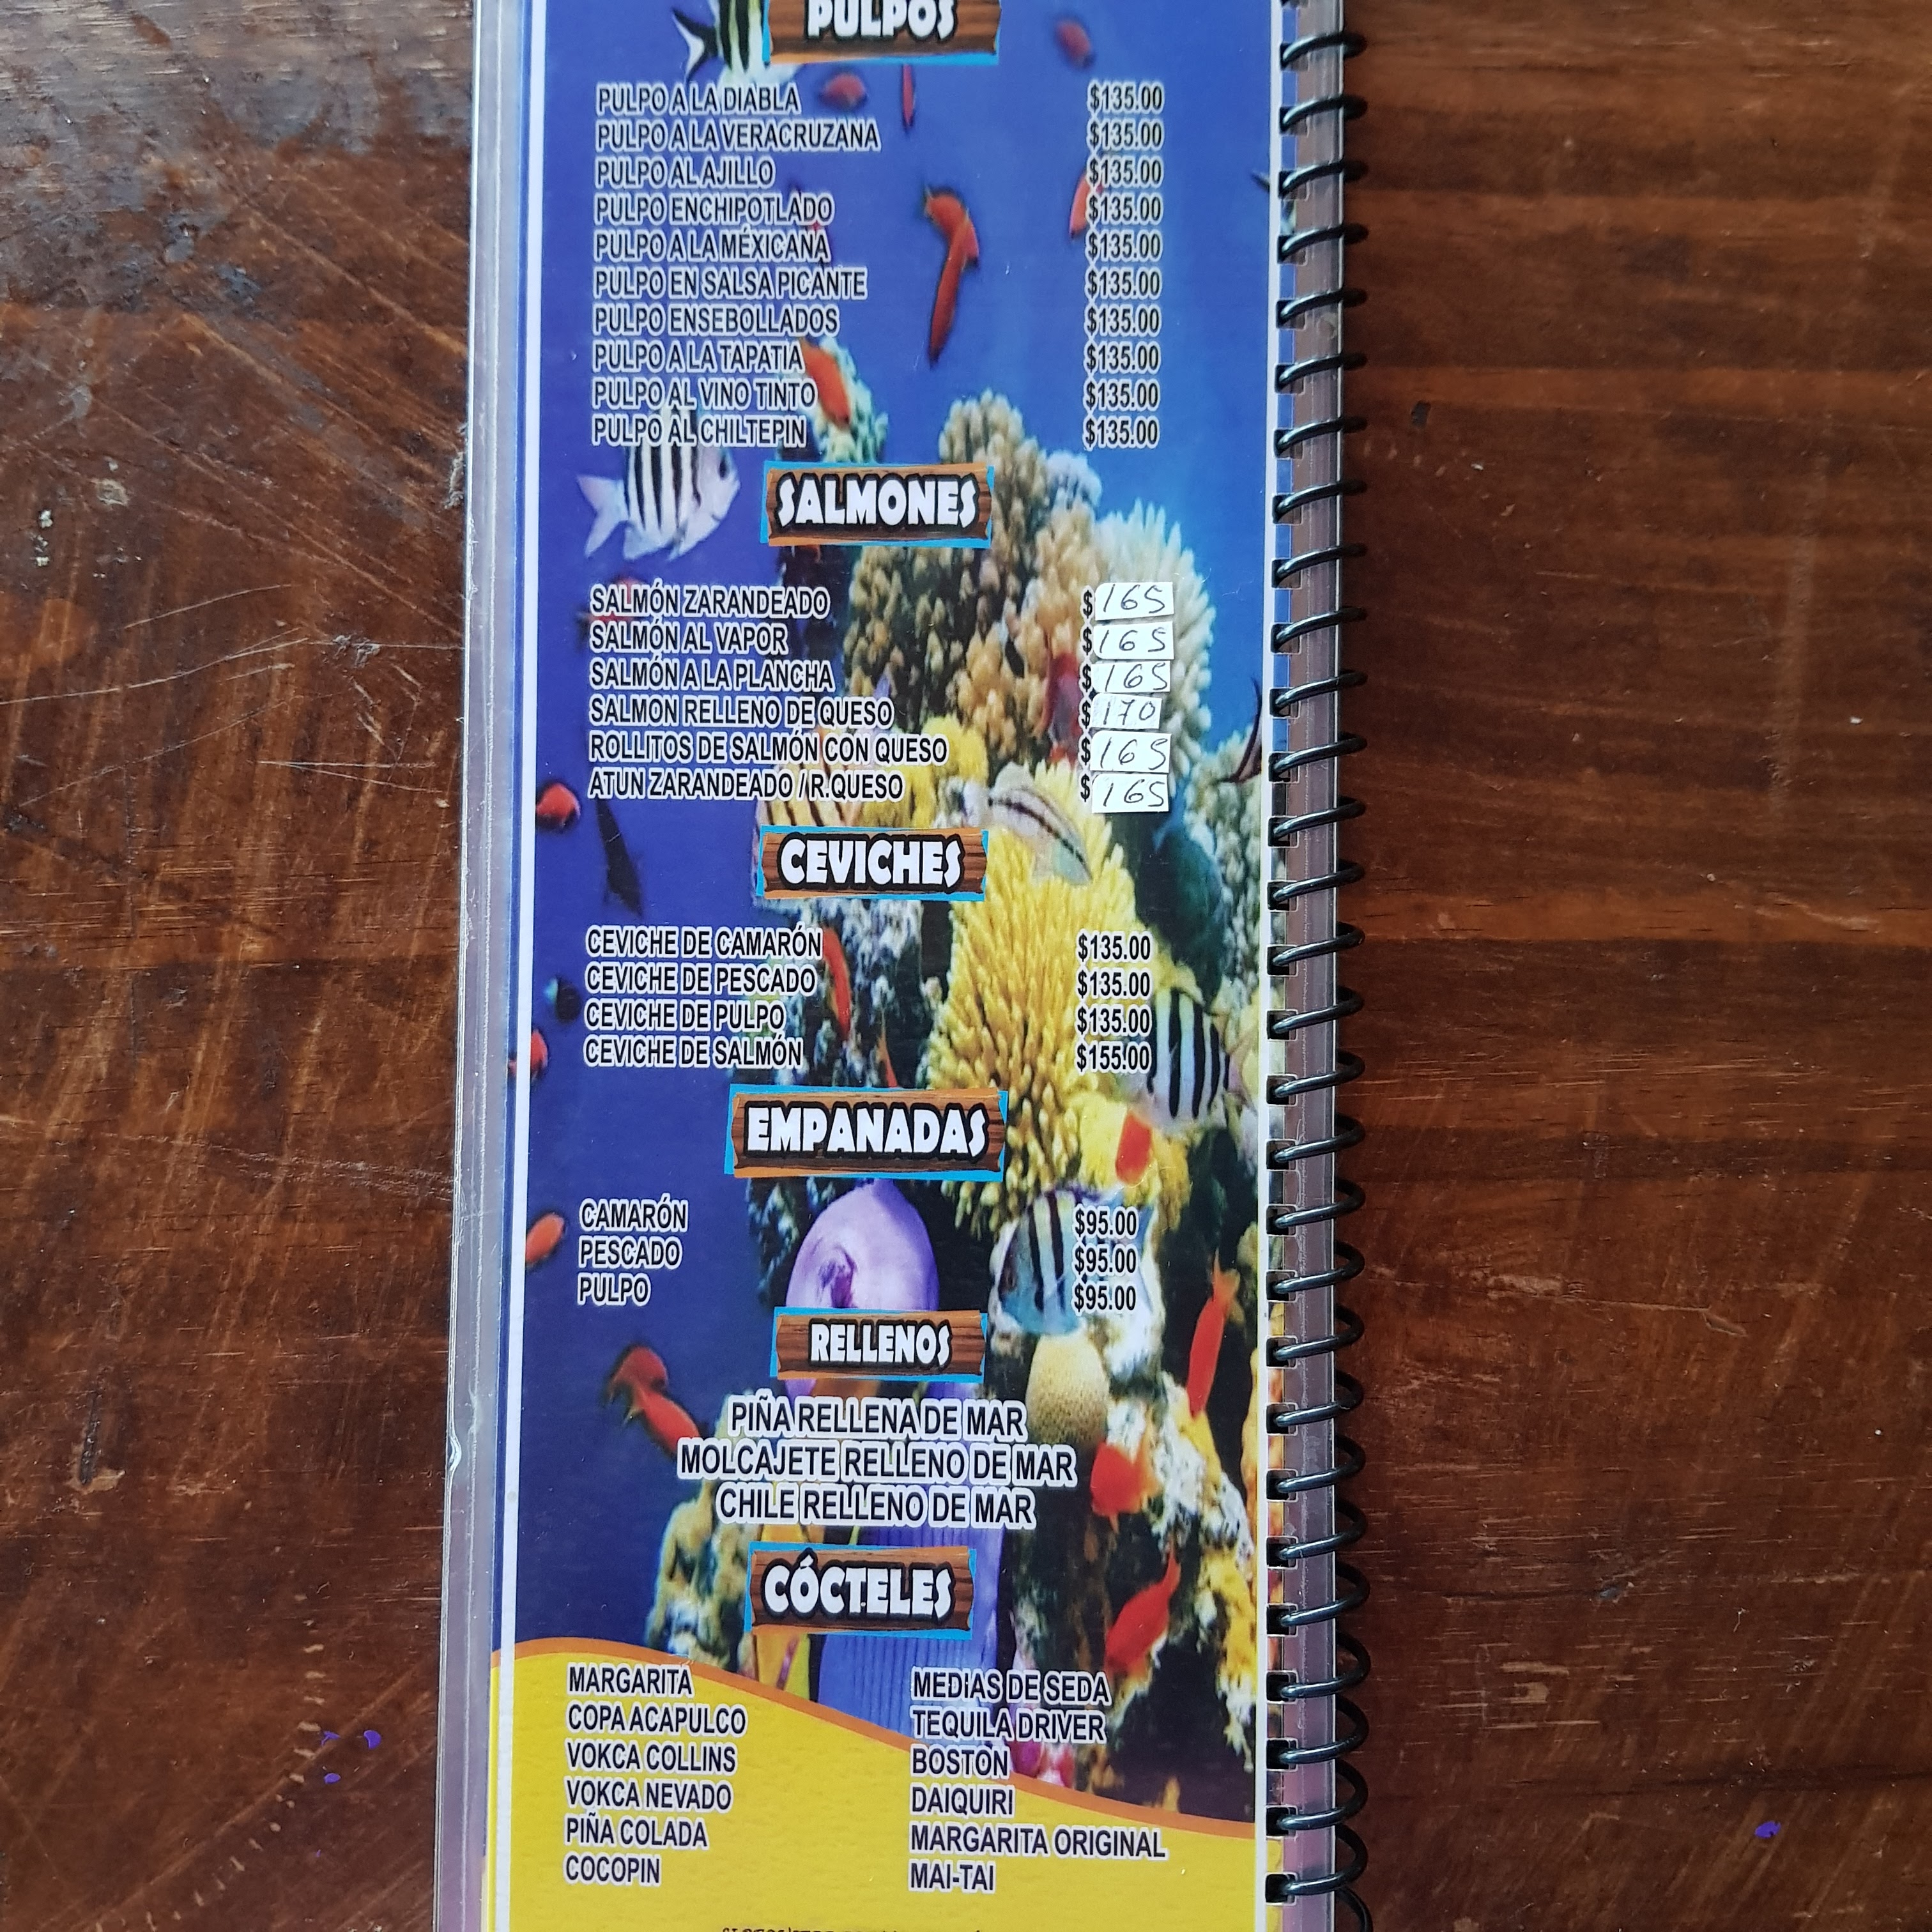 PULPOS
PULPO A LA DIABLA $135.00
PULPO A LA VERACRUZANA $135.00
PULPO AL AJILLO $135.00
PULPO ENCHIPOTLADO $135.00
PULPO A LA MÉXICANA $135.00
PULPO EN SALSA PICANTE $135.00
PULPO ENSEBOLLADOS $135.00
PULPO A LA TAPATIA $135.00
PULPO AL VINO TINTO $135.00
PULPO AL CHILTEPIN $135.00
SALMONES
SALMÓN ZARANDEADO $165
SALMÓN AL VAPOR $165
SALMÓN A LA PLANCHA $165
SALMON RELLENO DE QUESO $170
ROLLITOS DE SALMÓN CON QUESO $165
ATUN ZARANDEADO / R.QUESO $165
CEVICHES
CEVICHE DE CAMARÓN $135.00
CEVICHE DE PESCADO $135.00
CEVICHE DE PULPO $135.00
CEVICHE DE SALMÓN $155.00
EMPANADAS
CAMARÓN $95.00
PESCADO $95.00
PULPO $95.00
RELLENOS
PIÑA RELLENA DE MAR
MOLCAJETE RELLENO DE MAR
CHILE RELLENO DE MAR
CÓCTELES
MARGARITA
COPA ACAPULCO
VOKCA COLLINS
VOKCA NEVADO
PIÑA COLADA
COCOPIN
MEDIAS DE SEDA
TEQUILA DRIVER
BOSTON
DAIQUIRI
MARGARITA ORIGINAL
MAI-TAI